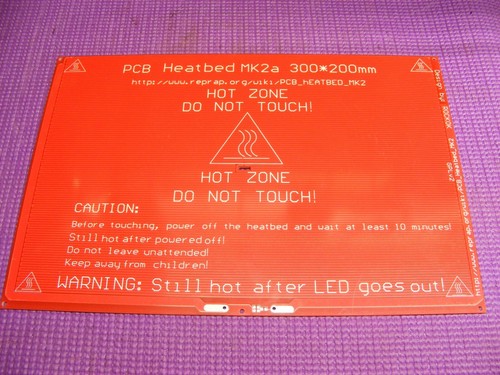 PCB Heatbed MK2a 300*200mm
http://www.reprap.org/wiki/PCB_hEATBED_MK2
HOT ZONE
DO NOT TOUCH!
HOT ZONE
DO NOT TOUCH!
CAUTION:
Before touching, power off the heatbed and wait at least 10 minutes!
Still hot after powered off!
Do not leave unattended!
Keep away from children!
WARNING: Still hot after LED goes out!
GPLv2